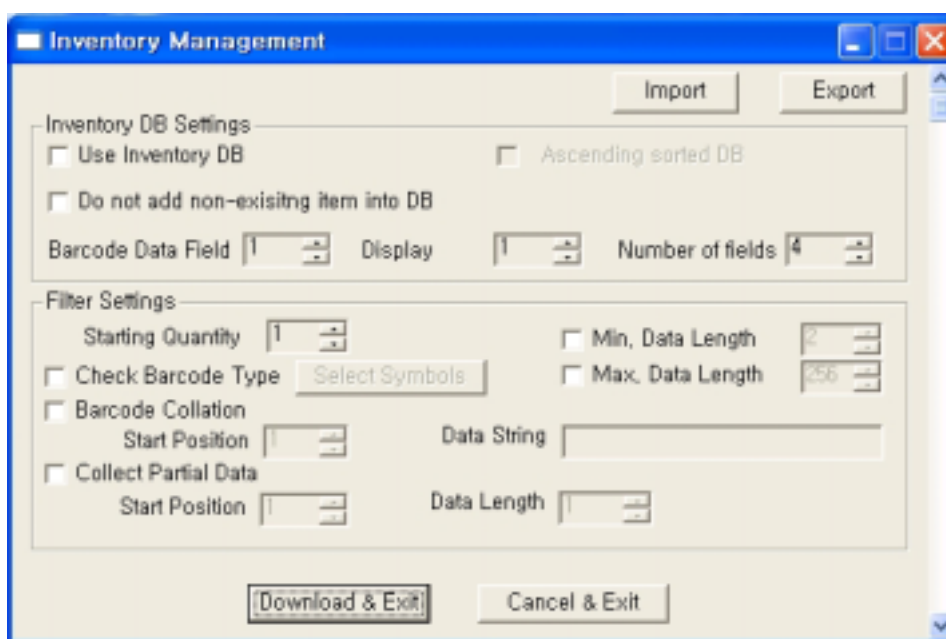 Inventory Management
Import Export
Inventory DB Settings
Use Inventory DB Ascending sorted DB
Do not add non-exisitng item into DB
Barcode Data Field 1 Display 1 Number of fields 4
Filter Settings
Starting Quantity 1 Min, Data Length 2
Check Barcode Type Select Symbols Max, Data Length 256
Barcode Collation
Start Position 1 Data String
Collect Partial Data
Start Position 1 Data Length 1
Download & Exit Cancel & Exit